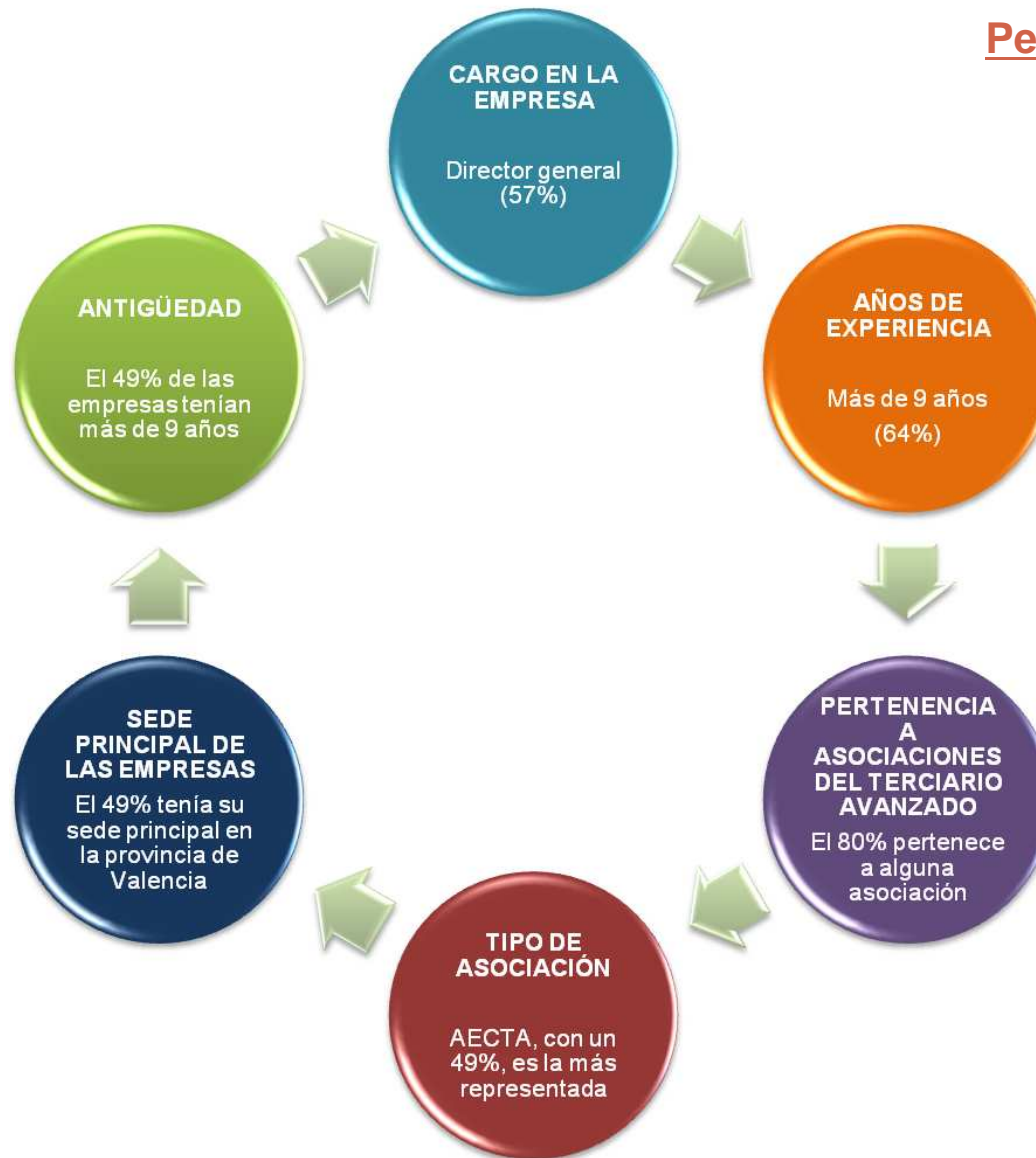 Pe
CARGO EN LA
EMPRESA
Director general
(57%)
AÑOS DE
EXPERIENCIA
Más de 9 años
(64%)
PERTENENCIA
A
ASOCIACIONES
DEL TERCIARIO
AVANZADO
El 80% pertenece
a alguna
asociación
TIPO DE
ASOCIACIÓN
AECTA, con un
49%, es la más
representada
SEDE
PRINCIPAL DE
LAS EMPRESAS
El 49% tenía su
sede principal en
la provincia de
Valencia
ANTIGÜEDAD
El 49% de las
empresas tenían
más de 9 años